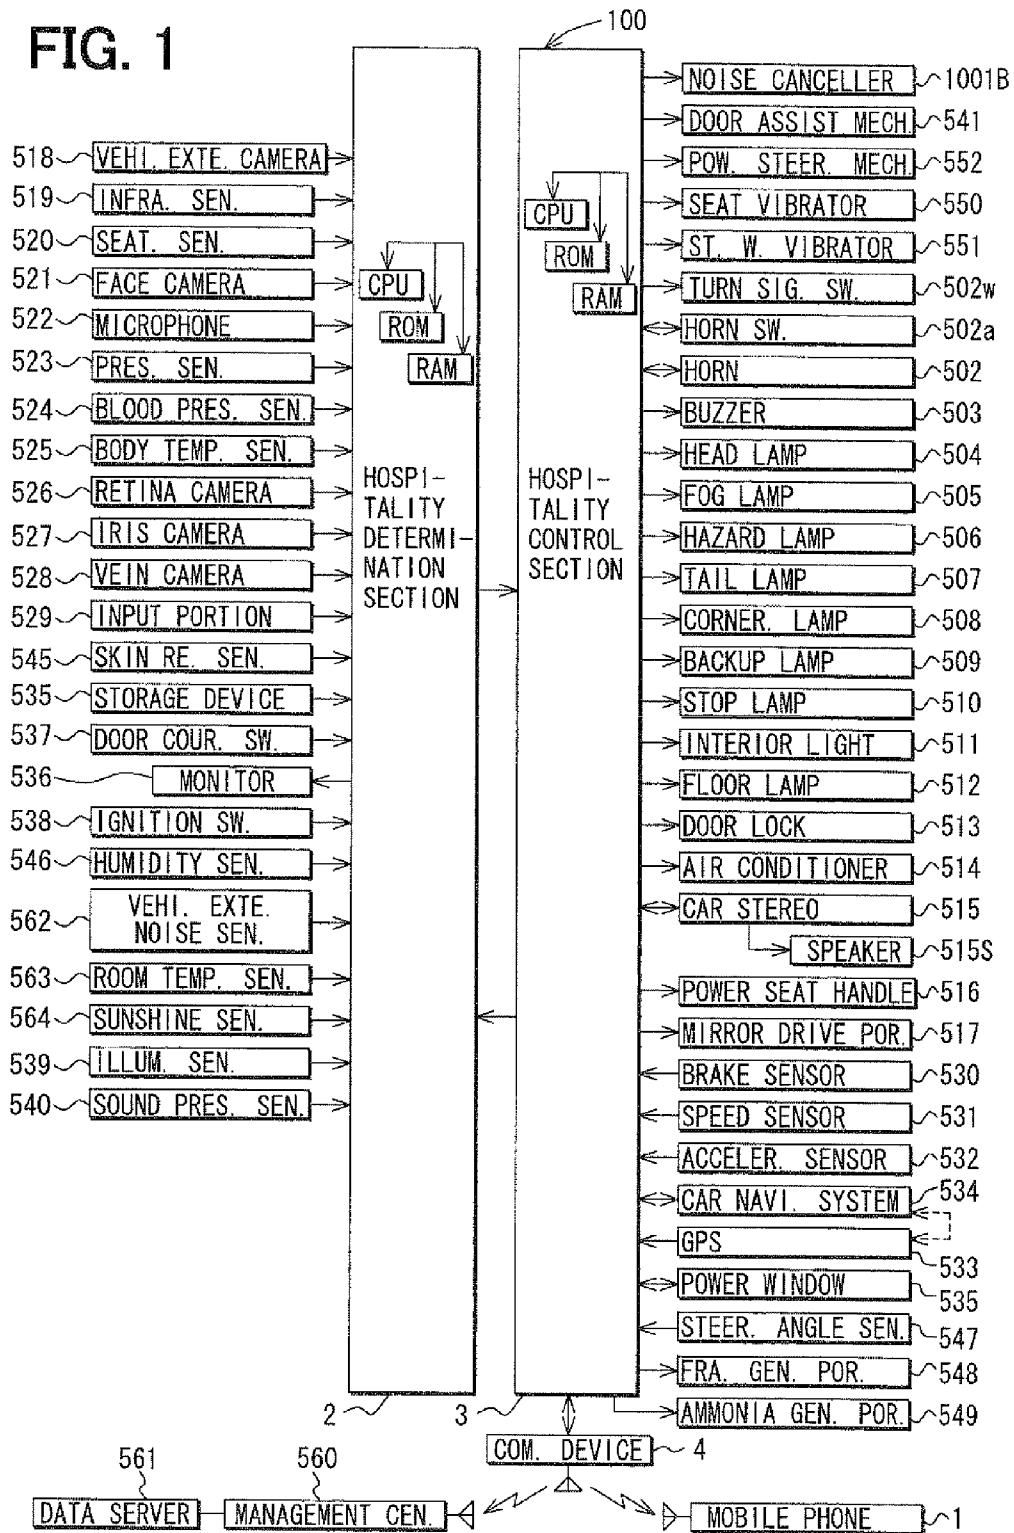 FIG. 1
100
518 VEHI. EXTE. CAMERA
519 INFRA. SEN.
520 SEAT. SEN.
521 FACE CAMERA
522 MICROPHONE
523 PRES. SEN.
524 BLOOD PRES. SEN.
525 BODY TEMP. SEN.
526 RETINA CAMERA
527 IRIS CAMERA
528 VEIN CAMERA
529 INPUT PORTION
545 SKIN RE. SEN.
535 STORAGE DEVICE
537 DOOR COUR. SW.
536 MONITOR
538 IGNITION SW.
546 HUMIDITY SEN.
562 VEHI. EXTE.
NOISE SEN.
563 ROOM TEMP. SEN.
564 SUNSHINE SEN.
539 ILLUM. SEN.
540 SOUND PRES. SEN.
CPU
ROM
RAM
HOSPI-
TALITY
DETERMI-
NATION
SECTION
2
CPU
ROM
RAM
HOSPI-
TALITY
CONTROL
SECTION
3
NOISE CANCELLER 1001B
DOOR ASSIST MECH. 541
POW. STEER. MECH. 552
SEAT VIBRATOR 550
ST. W. VIBRATOR 551
TURN SIG. SW. 502w
HORN SW. 502a
HORN 502
BUZZER 503
HEAD LAMP 504
FOG LAMP 505
HAZARD LAMP 506
TAIL LAMP 507
CORNER. LAMP 508
BACKUP LAMP 509
STOP LAMP 510
INTERIOR LIGHT 511
FLOOR LAMP 512
DOOR LOCK 513
AIR CONDITIONER 514
CAR STEREO 515
SPEAKER 515S
POWER SEAT HANDLE 516
MIRROR DRIVE POR. 517
BRAKE SENSOR 530
SPEED SENSOR 531
ACCELER. SENSOR 532
CAR NAVI. SYSTEM 534
GPS 533
POWER WINDOW 535
STEER. ANGLE SEN. 547
FRA. GEN. POR. 548
AMMONIA GEN. POR. 549
COM. DEVICE 4
561 560
DATA SERVER MANAGEMENT CEN. MOBILE PHONE 1